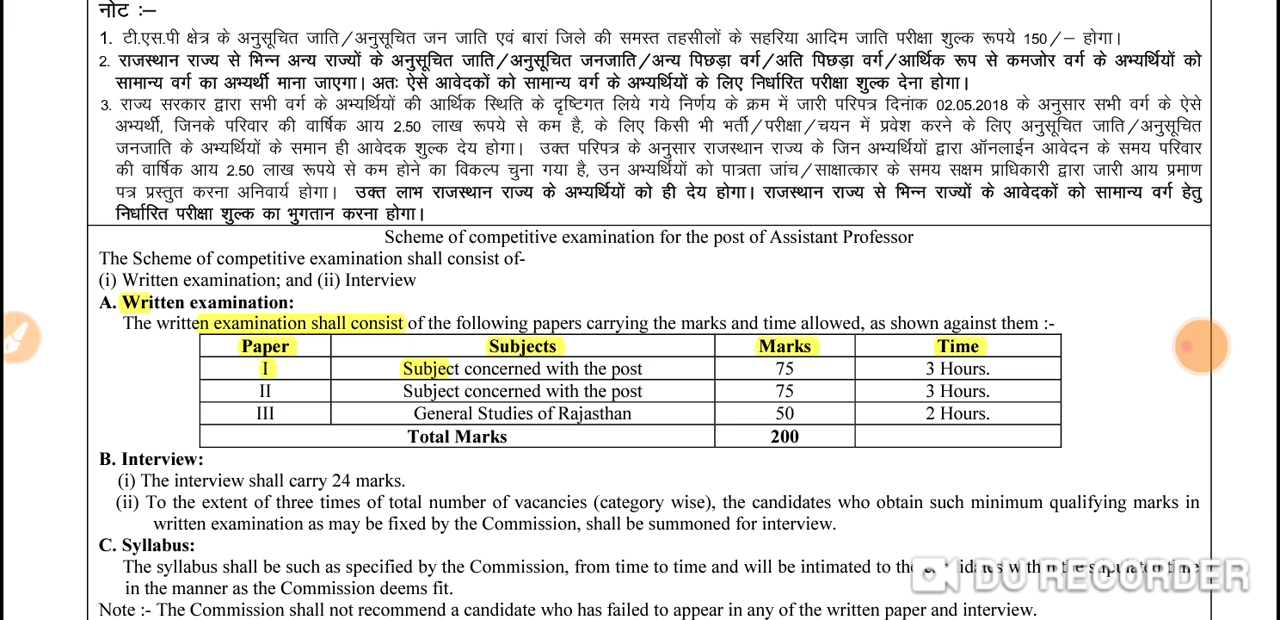 नोट :–
1. टी.एस.पी क्षेत्र के अनुसूचित जाति/अनुसूचित जन जाति एवं बारां जिले की समस्त तहसीलों के सहरिया आदिम जाति परीक्षा शुल्क रूपये 150/– होगा।
2. राजस्थान राज्य से भिन्न अन्य राज्यों के अनुसूचित जाति/अनुसूचित जनजाति/अन्य पिछड़ा वर्ग/अति पिछड़ा वर्ग/आर्थिक रूप से कमजोर वर्ग के अभ्यर्थियों को
सामान्य वर्ग का अभ्यर्थी माना जाएगा। अतः ऐसे आवेदकों को सामान्य वर्ग के अभ्यर्थियों के लिए निर्धारित परीक्षा शुल्क देना होगा।
3. राज्य सरकार द्वारा सभी वर्ग के अभ्यर्थियों की आर्थिक स्थिति के दृष्टिगत लिये गये निर्णय के क्रम में जारी परिपत्र दिनांक 02.05.2018 के अनुसार सभी वर्ग के ऐसे
अभ्यर्थी, जिनके परिवार की वार्षिक आय 2.50 लाख रूपये से कम है, के लिए किसी भी भर्ती/परीक्षा/चयन में प्रवेश करने के लिए अनुसूचित जाति/अनुसूचित
जनजाति के अभ्यर्थियों के समान ही आवेदक शुल्क देय होगा। उक्त परिपत्र के अनुसार राजस्थान राज्य के जिन अभ्यर्थियों द्वारा ऑनलाईन आवेदन के समय परिवार
की वार्षिक आय 2.50 लाख रूपये से कम होने का विकल्प चुना गया है, उन अभ्यर्थियों को पात्रता जांच/साक्षात्कार के समय सक्षम प्राधिकारी द्वारा जारी आय प्रमाण
पत्र प्रस्तुत करना अनिवार्य होगा। उक्त लाभ राजस्थान राज्य के अभ्यर्थियों को ही देय होगा। राजस्थान राज्य से भिन्न राज्यों के आवेदकों को सामान्य वर्ग हेतु
निर्धारित परीक्षा शुल्क का भुगतान करना होगा।
Scheme of competitive examination for the post of Assistant Professor
The Scheme of competitive examination shall consist of-
(i) Written examination; and (ii) Interview
A. Written examination:
The written examination shall consist of the following papers carrying the marks and time allowed, as shown against them :-
Paper Subjects Marks Time
I Subject concerned with the post 75 3 Hours.
II Subject concerned with the post 75 3 Hours.
III General Studies of Rajasthan 50 2 Hours.
Total Marks 200
B. Interview:
(i) The interview shall carry 24 marks.
(ii) To the extent of three times of total number of vacancies (category wise), the candidates who obtain such minimum qualifying marks in
written examination as may be fixed by the Commission, shall be summoned for interview.
C. Syllabus:
The syllabus shall be such as specified by the Commission, from time to time and will be intimated to the
DU RECORDER
in the manner as the Commission deems fit.
Note :- The Commission shall not recommend a candidate who has failed to appear in any of the written paper and interview.